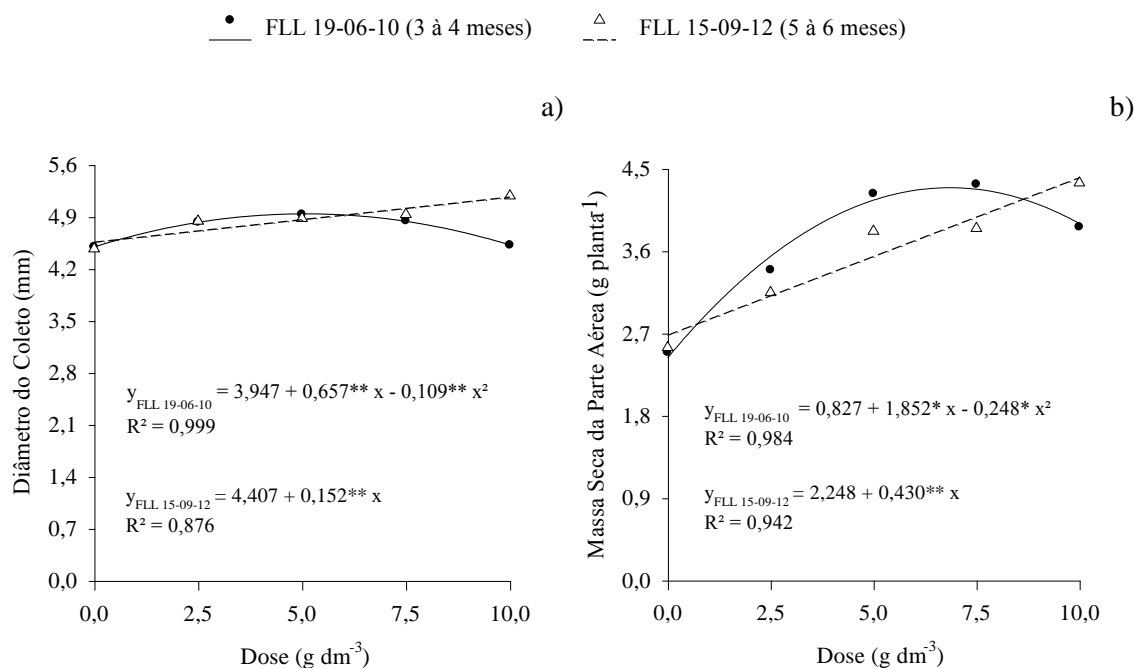 FLL 19-06-10 (3 à 4 meses) FLL 15-09-12 (5 à 6 meses)
a)
5,6
4,9
4,2
3,5
2,8
2,1
1,4
0,7
0,0
Diâmetro do Coleto (mm)
y FLL 19-06-10 = 3,947 + 0,657** x - 0,109** x²
R² = 0,999
y FLL 15-09-12 = 4,407 + 0,152** x
R² = 0,876
0,0 2,5 5,0 7,5 10,0
Dose (g dm-3)
b)
4,5
3,6
2,7
1,8
0,9
0,0
Massa Seca da Parte Aérea (g planta-1)
y FLL 19-06-10 = 0,827 + 1,852* x - 0,248* x²
R² = 0,984
y FLL 15-09-12 = 2,248 + 0,430** x
R² = 0,942
0,0 2,5 5,0 7,5 10,0
Dose (g dm-3)